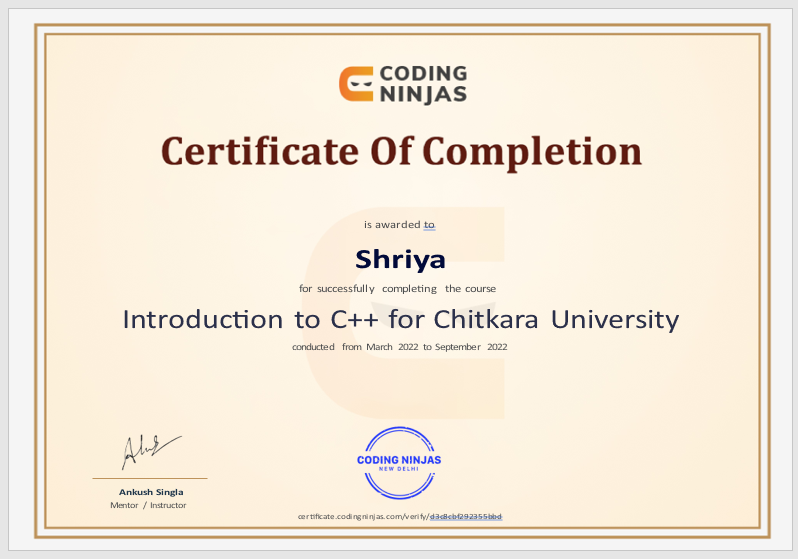 CODING
NINJAS
Certificate Of Completion
is awarded to
Shriya
for successfully completing the course
Introduction to C++ for Chitkara University
conducted from March 2022 to September 2022
CODING NINJAS
NEW DELHI
Ankush Singla
Mentor / Instructor
certificate.codingninjas.com/verify/